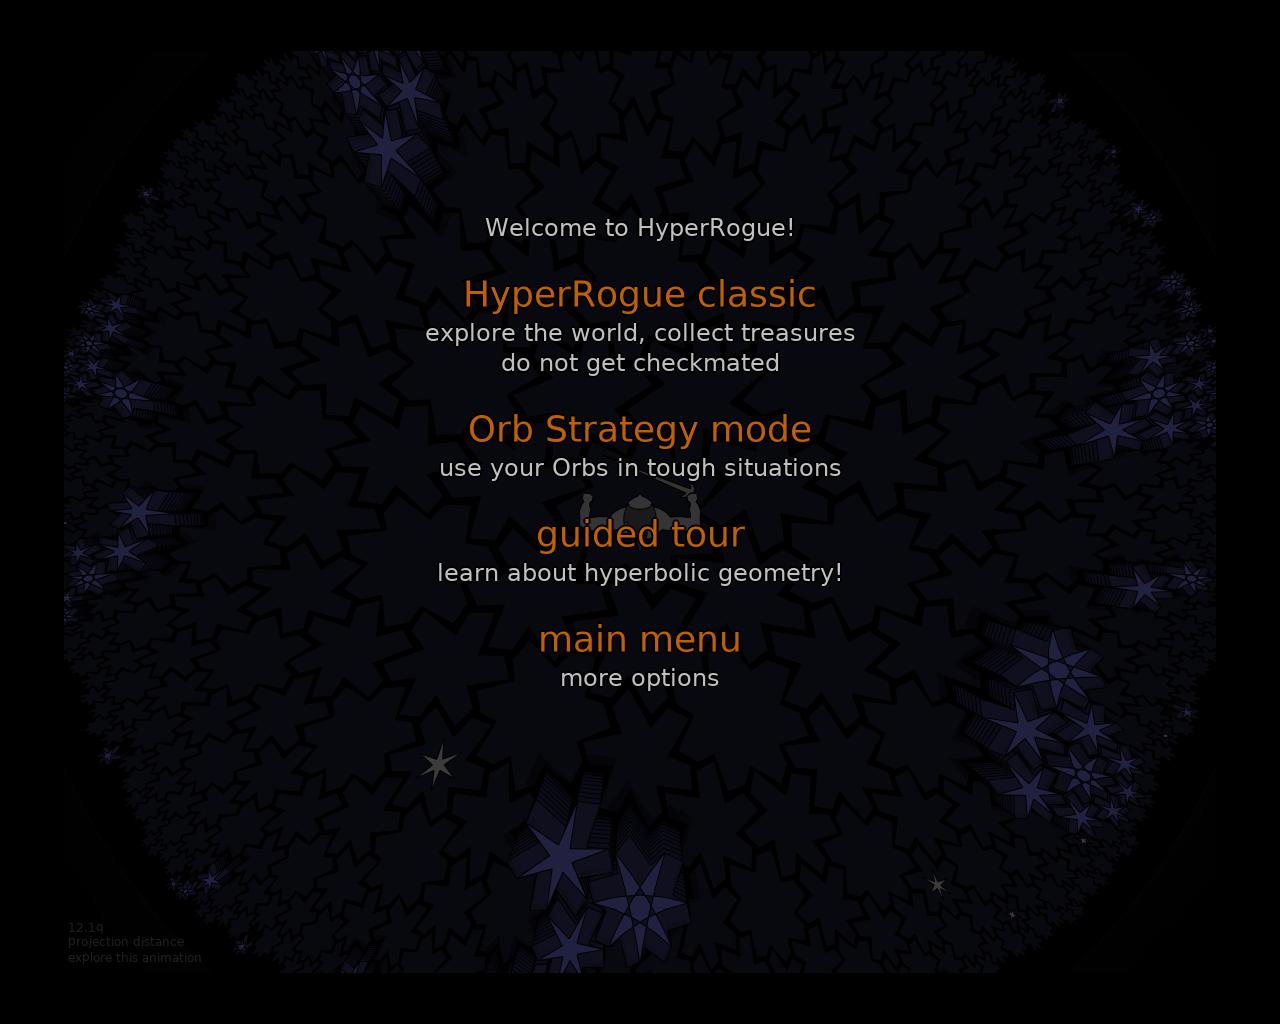 Welcome to HyperRogue!
HyperRogue classic
explore the world, collect treasures
do not get checkmated
Orb Strategy mode
use your Orbs in tough situations
guided tour
learn about hyperbolic geometry!
main menu
more options
12.1q
projection distance
explore this animation